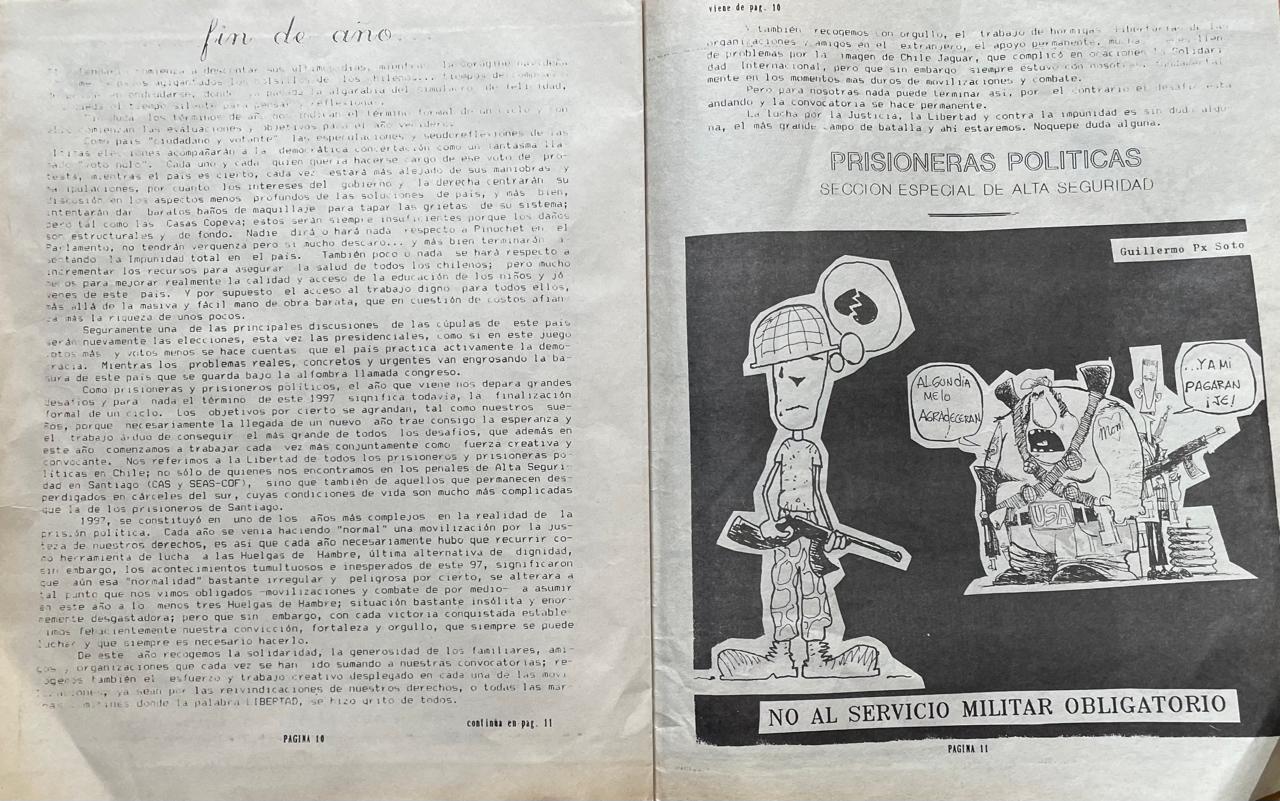 fin de año...
comienza a descontar sus últimos días, mientras la vorágine navideña
a pasos agigantados los bolsillos de los chilenos.... tiempos de compras
endeudarse, donde queda la algarabía del simulacro de felicidad,
queda el tiempo silente para pensar y reflexionar.
Sin duda, los términos de año nos indican el término formal de un ciclo y con
ellos comienzan las evaluaciones y objetivos para el año venidero.
Como país "ciudadano y votante" las especulaciones y seudoreflexiones de las
últimas elecciones acompañarán a la democrática concertación como un fantasma lla
mado "voto nulo". Cada uno y cada quien quería hacerse cargo de ese voto de pro-
testa, mientras el país es cierto, cada vez estará más alejado de sus maniobras y
manipulaciones, por cuanto los intereses del gobierno y la derecha centrarán su
discusión en los aspectos menos profundos de las soluciones de país, y más bien,
intentarán dar baratos baños de maquillaje para tapar las grietas de su sistema;
pero tal como las Casas Copeva; estos serán siempre insuficientes porque los daños
son estructurales y de fondo. Nadie dirá o hará nada respecto a Pinochet en el
Parlamento, no tendrán verguenza pero si mucho descaro... y más bien terminarán a
sentando la Impunidad total en el país. También poco o nada se hará respecto a
incrementar los recursos para asegurar la salud de todos los chilenos; pero mucho
menos para mejorar realmente la calidad y acceso de la educación de los niños y jó
venes de este país. Y por supuesto el acceso al trabajo digno para todos ellos,
más allá de la masiva y fácil mano de obra barata, que en cuestión de costos afian
za más la riqueza de unos pocos.
Seguramente una de las principales discusiones de las cúpulas de este país
serán nuevamente las elecciones, esta vez las presidenciales, como si en este juego
votos más y votos menos se hace cuentas que el país practica activamente la demo-
cracia. Mientras los problemas reales, concretos y urgentes van engrosando la ba-
sura de este país que se guarda bajo la alfombra llamada congreso.
Como prisioneras y prisioneros políticos, el año que viene nos depara grandes
desafíos y para nada el término de este 1997 significa todavía, la finalización
formal de un ciclo. Los objetivos por cierto se agrandan, tal como nuestros sue-
ños, porque necesariamente la llegada de un nuevo año trae consigo la esperanza y
el trabajo árduo de conseguir el más grande de todos los desafíos, que además en
este año comenzamos a trabajar cada vez más conjuntamente como fuerza creativa y
convocante. Nos referimos a la Libertad de todos los prisioneros y prisioneras po-
líticas en Chile; no sólo de quienes nos encontramos en los penales de Alta Seguri-
dad en Santiago (CAS y SEAS-COF), sino que también de aquellos que permanecen des-
perdigados en cárceles del sur, cuyas condiciones de vida son mucho más complicadas
que la de los prisioneros de Santiago.
1997, se constituyó en uno de los años más complejos en la realidad de la
prisión política. Cada año se venía haciendo "normal" una movilización por la jus-
teza de nuestros derechos, es así que cada año necesariamente hubo que recurrir co-
mo herramienta de lucha a las Huelgas de Hambre, última alternativa de dignidad,
sin embargo, los acontecimientos tumultuosos e inesperados de este 97, significaron
que aún esa "normalidad" bastante irregular y peligrosa por cierto, se alterara a
tal punto que nos vimos obligados -movilizaciones y combate de por medio- a asumir
en este año a lo menos tres Huelgas de Hambre; situación bastante insólita y enor-
memente desgastadora; pero que sin embargo, con cada victoria conquistada estable-
cimos fehacientemente nuestra convicción, fortaleza y orgullo, que siempre se puede
luchar y que siempre es necesario hacerlo.
De este año recogemos la solidaridad, la generosidad de los familiares, ami-
gos y organizaciones que cada vez se han ido sumando a nuestras convocatorias; re-
cogemos también el esfuerzo y trabajo creativo desplegado en cada una de las movi
lizaciones, ya sean por las reivindicaciones de nuestros derechos, o todas las mar
donde la palabra LIBERTAD, se hizo grito de todos.
continúa en pag. 11
PAGINA 10
viene de pag. 10
Y también recogemos con orgullo, el trabajo de hormigas libertarias de las
organizaciones y amigos en el extranjero, el apoyo permanente,
de problemas por la imagen de Chile Jaguar, que complicó en ocaciones la Solidari
dad Internacional, pero que sin embargo siempre estuvo con nosotras, fundamental
mente en los momentos mas duros de movilizaciones y combate.
Pero para nosotras nada puede terminar así, por el contrario el desafío esta
andando y la convocatoria se hace permanente.
La lucha por la Justicia, la Libertad y contra la impunidad es sin duda algu-
na, el más grande campo de batalla y ahí estaremos. Noquepe duda alguna.
PRISIONERAS POLITICAS
SECCION ESPECIAL DE ALTA SEGURIDAD
Guillermo Px Soto
ALGUN DIA
ME LO
AGRADECERAN
...YA MI
PAGARAN
¡JE!
Mom
USA
NO AL SERVICIO MILITAR OBLIGATORIO
PAGINA 11